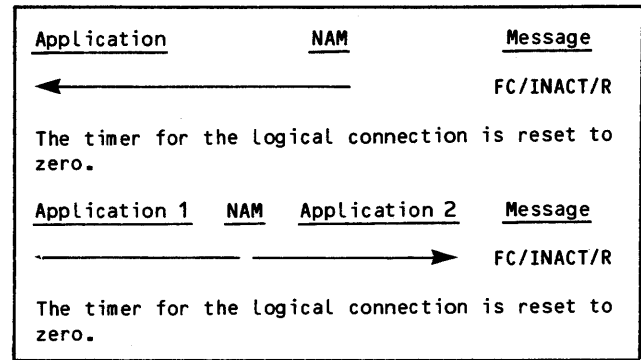 Application NAM Message
FC/INACT/R
The timer for the logical connection is reset to
zero.
Application 1 NAM Application 2 Message
FC/INACT/R
The timer for the logical connection is reset to
zero.